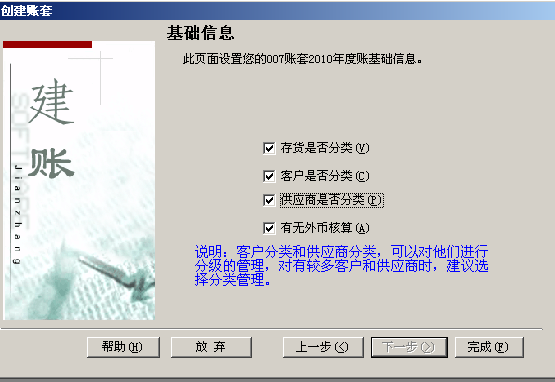 创建账套
基础信息
此页面设置您的007账套2010年度账基础信息。
建
账
SOFTWARE
Jianzhang
存货是否分类(V)
客户是否分类(C)
供应商是否分类(P)
有无外币核算(A)
说明：客户分类和供应商分类，可以对他们进行
分级的管理，对有较多客户和供应商时，建议选
择分类管理。
帮助(H)
放 弃
上一步(<)
下一步(>)
完成(F)